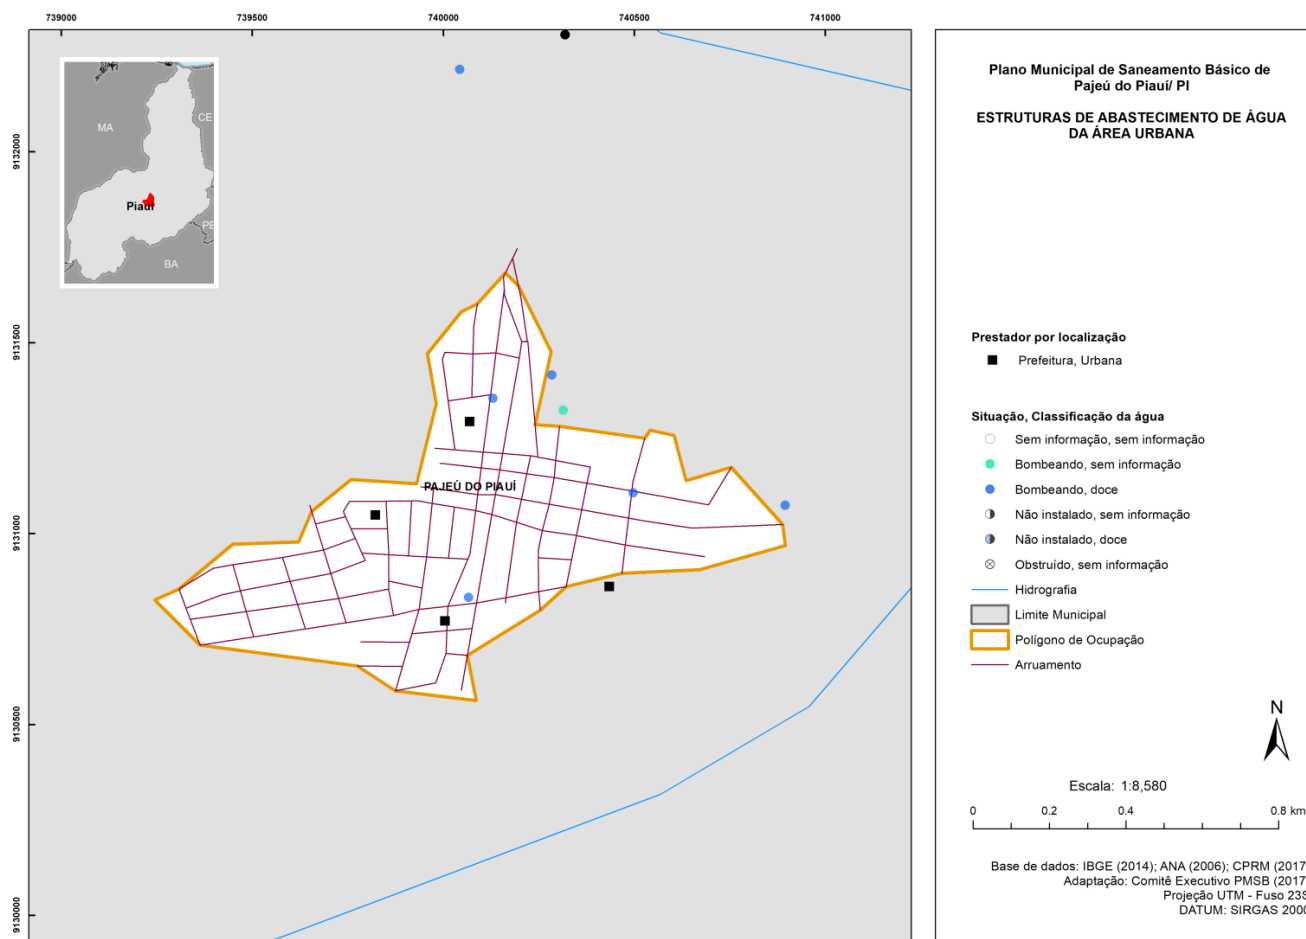 739000
739500
740000
740500
741000
9132000
9131500
9131000
9130500
9130000
MA
CE
Piauí
PE
BA
PAJEÚ DO PIAUÍ
Plano Municipal de Saneamento Básico de
Pajeú do Piauí/ PI
ESTRUTURAS DE ABASTECIMENTO DE ÁGUA
DA ÁREA URBANA
Prestador por localização
Prefeitura, Urbana
Situação, Classificação da água
Sem informação, sem informação
Bombeando, sem informação
Bombeando, doce
Não instalado, sem informação
Não instalado, doce
Obstruído, sem informação
Hidrografia
Limite Municipal
Polígono de Ocupação
Arruamento
N
Escala: 1:8,580
0 0.2 0.4 0.8 km
Base de dados: IBGE (2014); ANA (2006); CPRM (2017)
Adaptação: Comitê Executivo PMSB (2017)
Projeção UTM - Fuso 23S
DATUM: SIRGAS 2000